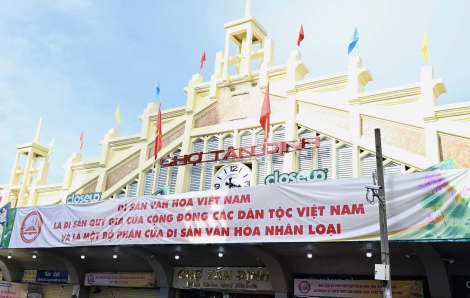 CHỢ TÂN ĐỊNH
closeup
closeup
DI SẢN VĂN HÓA VIỆT NAM
LÀ DI SẢN QUÝ GIÁ CỦA CỘNG ĐỒNG CÁC DÂN TỘC VIỆT NAM
VÀ LÀ MỘT BỘ PHẬN CỦA DI SẢN VĂN HÓA NHÂN LOẠI
CHỢ TÂN ĐỊNH